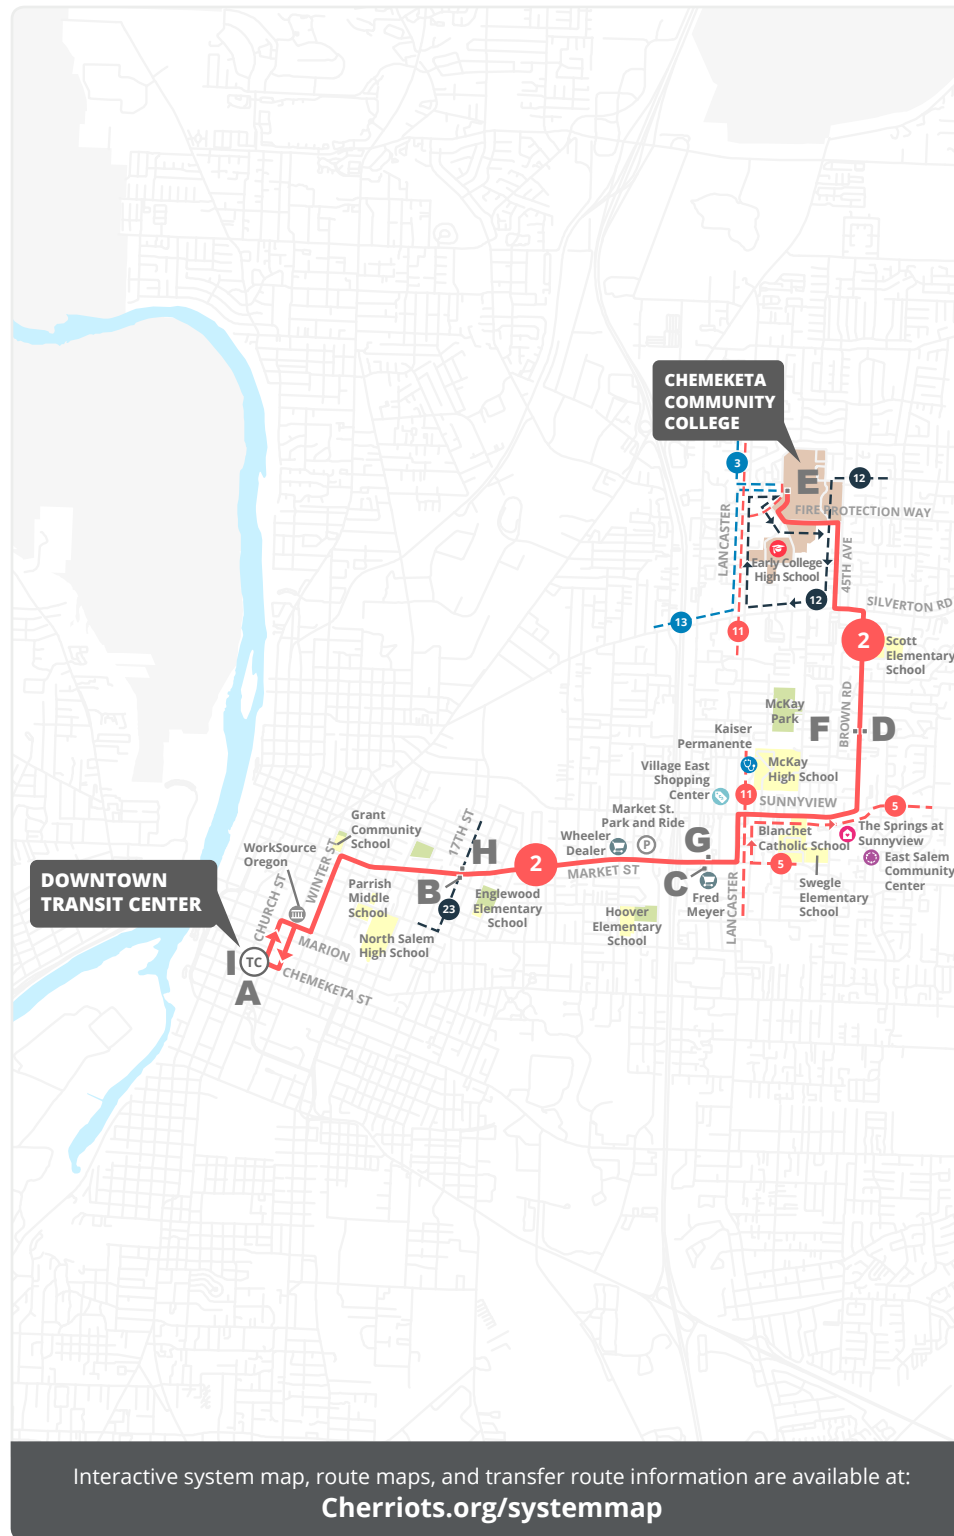 CHEMEKETA
COMMUNITY
COLLEGE
3
E
12
FIRE PROTECTION WAY
LANCASTER
Early College
High School
45TH AVE
12
SILVERTON RD
13
11
2
Scott
Elementary
School
McKay
Park
BROWN RD
F
D
Kaiser
Permanente
McKay
High School
Village East
Shopping
Center
11
SUNNYVIEW
5
Market St.
Park and Ride
P
Wheeler
Dealer
Blanchet
Catholic School
The Springs at
Sunnyview
5
East Salem
Community
Center
Swegle
Elementary
School
G
C
Fred
Meyer
LANCASTER
MARKET ST
Hoover
Elementary
School
2
17TH ST
H
B
23
Englewood
Elementary
School
Grant
Community
School
WorkSource
Oregon
WINTER ST
CHURCH ST
Parrish
Middle
School
North Salem
High School
DOWNTOWN
TRANSIT CENTER
MARION
I
TC
A
CHEMEKETA ST
Interactive system map, route maps, and transfer route information are available at:
Cherriots.org/systemmap